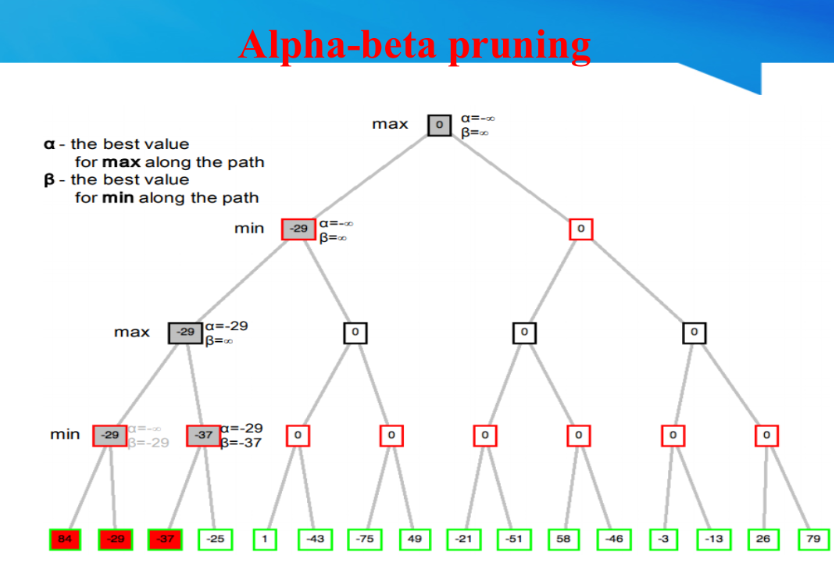 Alpha-beta pruning
max 0 α=-∞
β=∞
α - the best value
for max along the path
β - the best value
for min along the path
min -29 α=-∞
β=∞
0
max -29 α=-29
β=∞
0 0 0
min -29 α=-∞
β=-29
-37 α=-29
β=-37
0 0 0 0 0 0
84 -29 -37 -25 1 -43 -75 49 -21 -51 58 -46 -3 -13 26 79